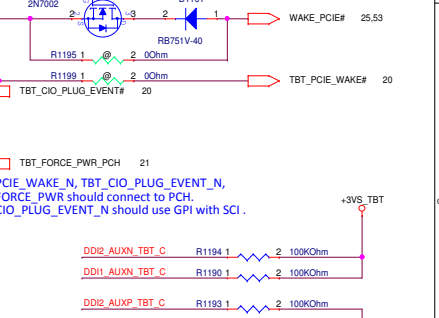 2N7002
2 3 2 1 WAKE_PCIE# 25,53
RB751V-40
R1195 1 @ 2 0Ohm
R1199 1 @ 2 0Ohm TBT_PCIE_WAKE# 20
TBT_CIO_PLUG_EVENT# 20
TBT_FORCE_PWR_PCH 21
PCIE_WAKE_N, TBT_CIO_PLUG_EVENT_N,
FORCE_PWR should connect to PCH.
CIO_PLUG_EVENT_N should use GPI with SCI .
+3VS_TBT
DDI2_AUXN_TBT_C R1194 1 2 100KOhm
DDI1_AUXN_TBT_C R1190 1 2 100KOhm
DDI2_AUXP_TBT_C R1193 1 2 100KOhm